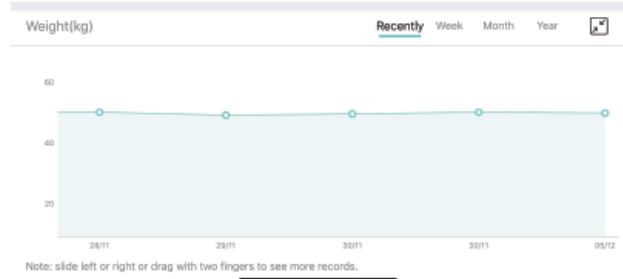 Weight(kg) Recently Week Month Year
60
40
20
28/11 29/11 30/11 30/11 05/12
Note: slide left or right or drag with two fingers to see more records.